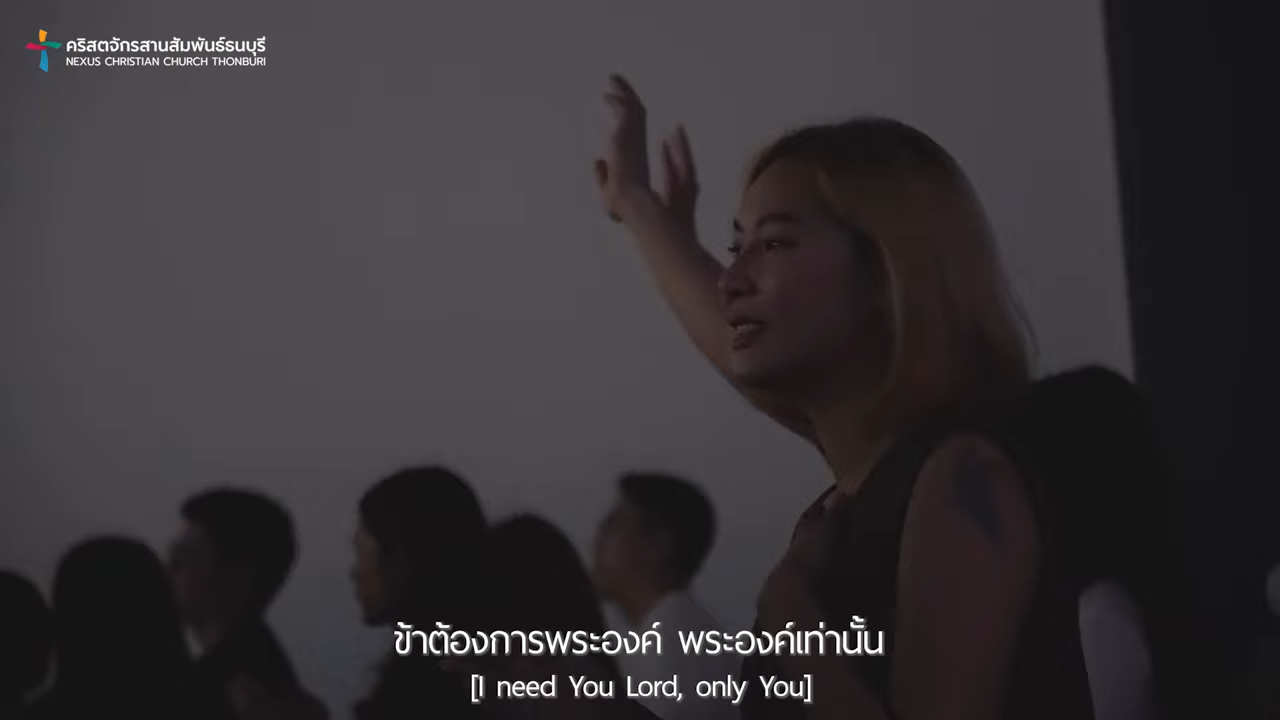 คริสตจักรสานสัมพันธ์ธนบุรี
NEXUS CHRISTIAN CHURCH THONBURI
ข้าต้องการพระองค์ พระองค์เท่านั้น
[I need You Lord, only You]